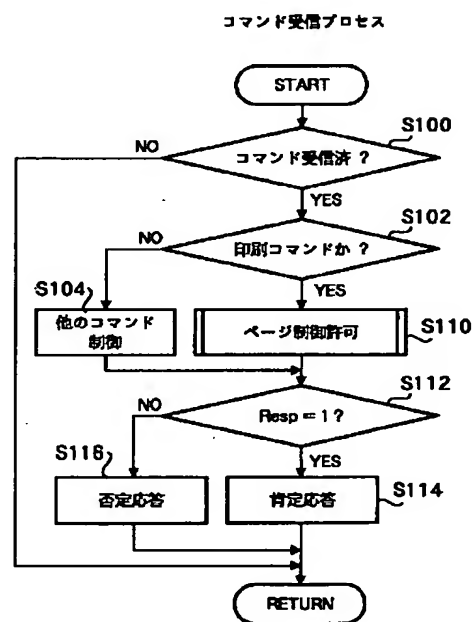 コマンド受信プロセス
START
S100
NO
コマンド受信済 ?
YES
S102
NO
印刷コマンドか ?
S104
YES
他のコマンド
制御
ページ制御許可
S110
S112
NO
Resp = 1 ?
S116
YES
否定応答
肯定応答
S114
RETURN